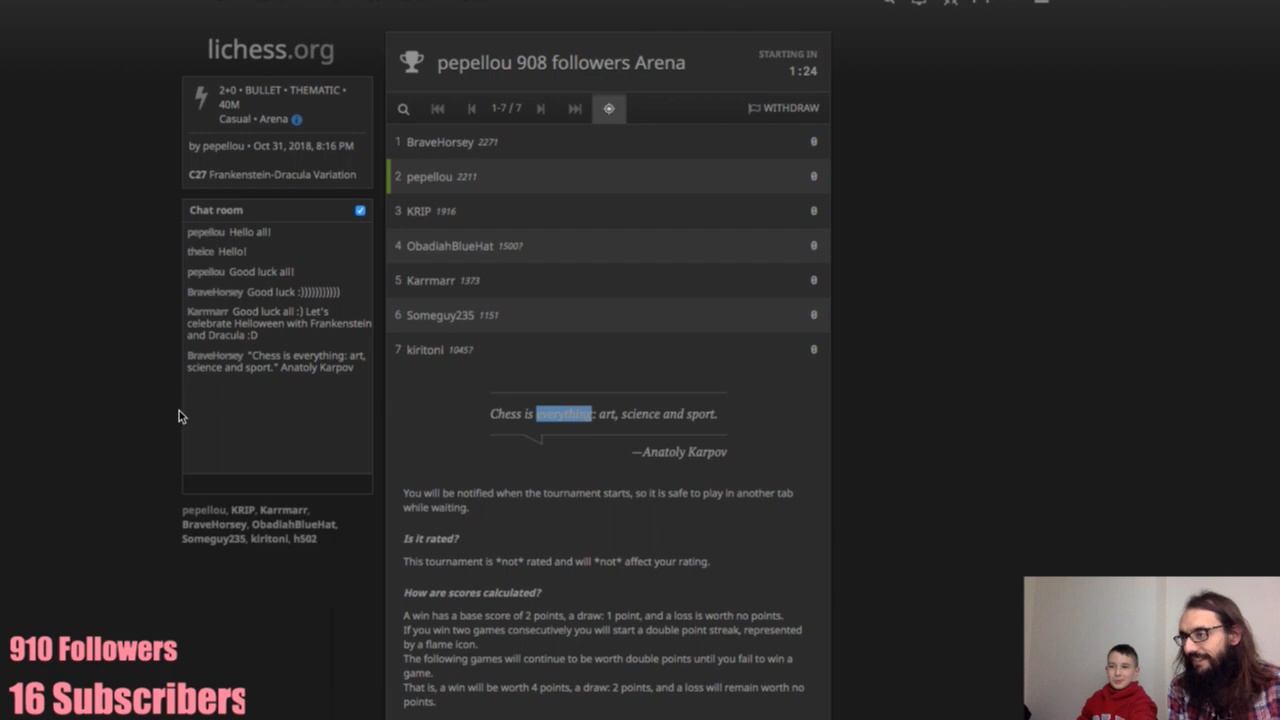 lichess.org
2+0 • BULLET • THEMATIC •
40M
Casual • Arena
by pepellou • Oct 31, 2018, 8:16 PM
C27 Frankenstein-Dracula Variation
Chat room
pepellou Hello all!
theice Hello!
pepellou Good luck all!
BraveHorsey Good luck :)))))))))))
Karrmarr Good luck all :) Let's
celebrate Helloween with Frankenstein
and Dracula :D
BraveHorsey "Chess is everything: art,
science and sport." Anatoly Karpov
pepellou, KRIP, Karrmarr,
BraveHorsey, ObadiahBlueHat,
Someguy235, kiritoni, h502
pepellou 908 followers Arena
STARTING IN
1:24
1-7 / 7
WITHDRAW
1 BraveHorsey 2271 0
2 pepellou 2211 0
3 KRIP 1916 0
4 ObadiahBlueHat 1500? 0
5 Karrmarr 1373 0
6 Someguy235 1151 0
7 kiritoni 1045? 0
Chess is everything: art, science and sport.
—Anatoly Karpov
You will be notified when the tournament starts, so it is safe to play in another tab
while waiting.
Is it rated?
This tournament is *not* rated and will *not* affect your rating.
How are scores calculated?
A win has a base score of 2 points, a draw: 1 point, and a loss is worth no points.
If you win two games consecutively you will start a double point streak, represented
by a flame icon.
The following games will continue to be worth double points until you fail to win a
game.
That is, a win will be worth 4 points, a draw: 2 points, and a loss will remain worth no
points.
910 Followers
16 Subscribers